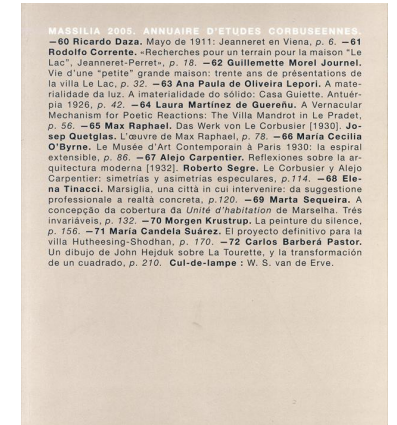 MASSILIA 2005. ANNUAIRE D'ETUDES CORBUSEENNES.
—60 Ricardo Daza. Mayo de 1911: Jeanneret en Viena, p. 6. —61
Rodolfo Corrente. «Recherches pour un terrain pour la maison "Le
Lac", Jeanneret-Perret», p. 18. —62 Guillemette Morel Journel.
Vie d'une "petite" grande maison: trente ans de présentations de
la villa Le Lac, p. 32. —63 Ana Paula de Oliveira Lepori. A mate-
rialidade da luz. A imaterialidade do sólido: Casa Guiette. Antuér-
pia 1926, p. 42. —64 Laura Martínez de Guereñu. A Vernacular
Mechanism for Poetic Reactions: The Villa Mandrot in Le Pradet,
p. 56. —65 Max Raphael. Das Werk von Le Corbusier [1930]. Jo-
sep Quetglas. L'œuvre de Max Raphael, p. 78. —66 María Cecilia
O'Byrne. Le Musée d'Art Contemporain à Paris 1930: la espiral
extensible, p. 86. —67 Alejo Carpentier. Reflexiones sobre la ar-
quitectura moderna [1932]. Roberto Segre. Le Corbusier y Alejo
Carpentier: simetrías y asimetrías especulares, p.114. —68 Ele-
na Tinacci. Marsiglia, una città in cui intervenire: da suggestione
professionale a realtà concreta, p.120. —69 Marta Sequeira. A
concepção da cobertura da Unité d'habitation de Marselha. Trés
invariáveis, p. 132. —70 Morgen Krustrup. La peinture du silence,
p. 156. —71 María Candela Suárez. El proyecto definitivo para la
villa Hutheesing-Shodhan, p. 170. —72 Carlos Barberá Pastor.
Un dibujo de John Hejduk sobre La Tourette, y la transformación
de un cuadrado, p. 210. Cul-de-lampe : W. S. van de Erve.